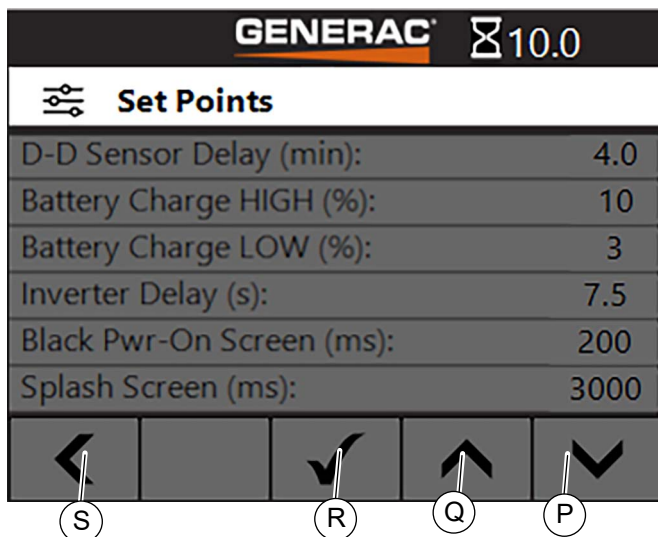 GENERAC 10.0
Set Points
D-D Sensor Delay (min): 4.0
Battery Charge HIGH (%): 10
Battery Charge LOW (%): 3
Inverter Delay (s): 7.5
Black Pwr-On Screen (ms): 200
Splash Screen (ms): 3000
S R Q P